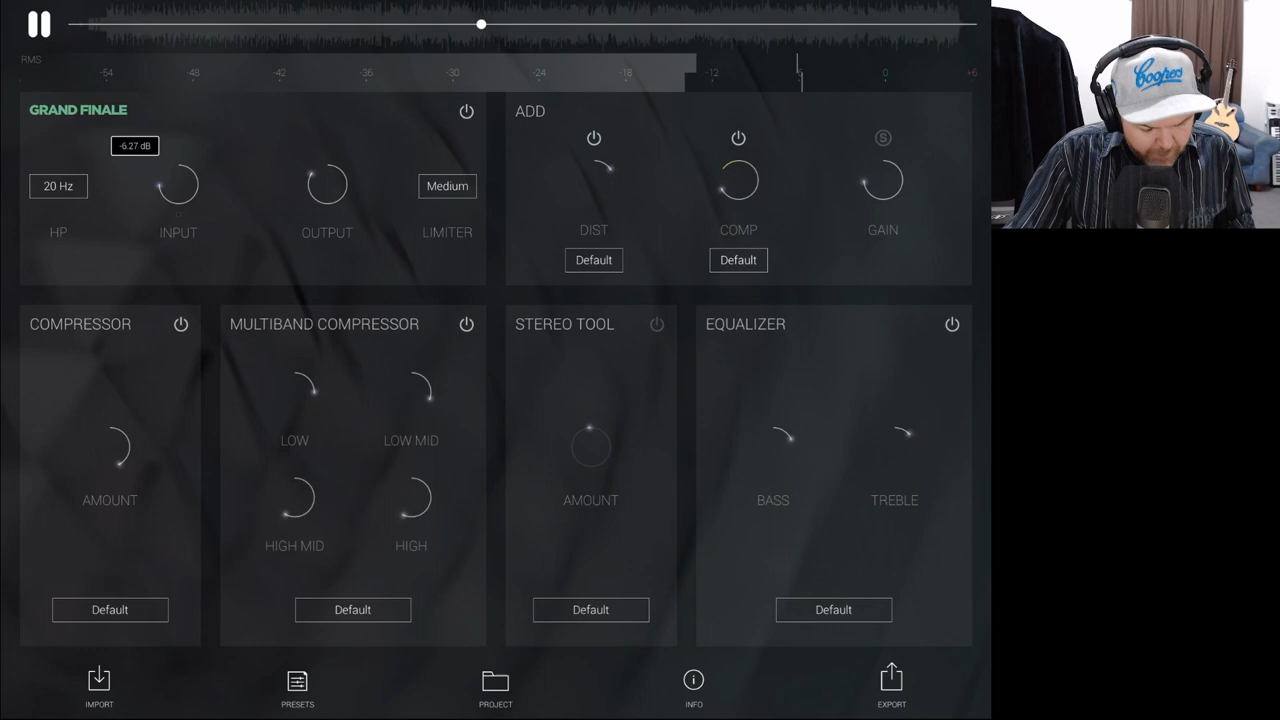 RMS
-54 -48 -42 -36 -30 -24 -18 -12 0 +6
GRAND FINALE
-6.27 dB
20 Hz
Medium
HP
INPUT
OUTPUT
LIMITER
ADD
S
DIST
COMP
GAIN
Default
Default
COMPRESSOR
AMOUNT
Default
MULTIBAND COMPRESSOR
LOW
LOW MID
HIGH MID
HIGH
Default
STEREO TOOL
AMOUNT
Default
EQUALIZER
BASS
TREBLE
Default
IMPORT
PRESETS
PROJECT
INFO
EXPORT
Coopers